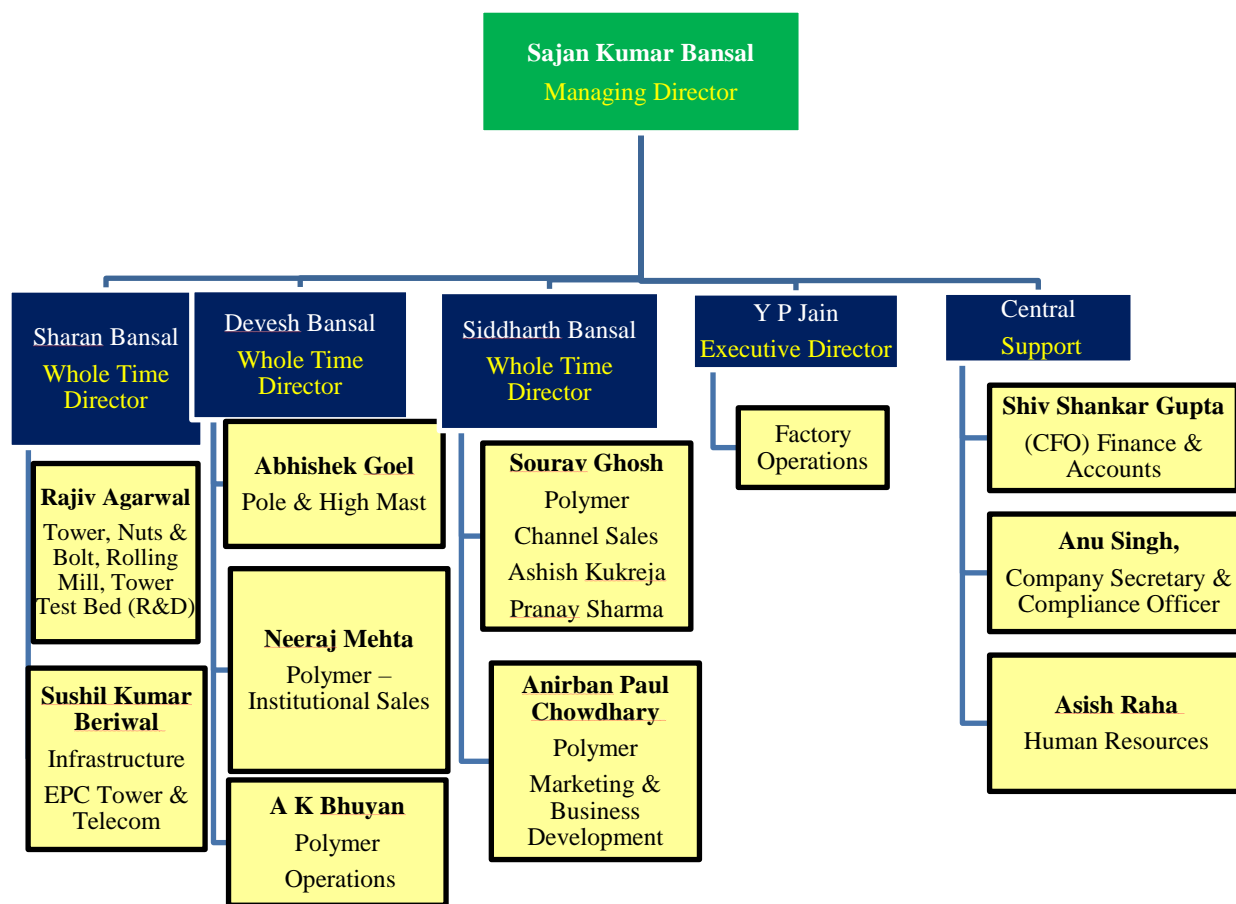 Sajan Kumar Bansal
Managing Director
Sharan Bansal
Whole Time
Director
Rajiv Agarwal
Tower, Nuts &
Bolt, Rolling
Mill, Tower
Test Bed (R&D)
Sushil Kumar
Beriwal
Infrastructure
EPC Tower &
Telecom
Devesh Bansal
Whole Time
Director
Abhishek Goel
Pole & High Mast
Neeraj Mehta
Polymer –
Institutional Sales
A K Bhuyan
Polymer
Operations
Siddharth Bansal
Whole Time
Director
Sourav Ghosh
Polymer
Channel Sales
Ashish Kukreja
Pranay Sharma
Anirban Paul
Chowdhary
Polymer
Marketing &
Business
Development
Y P Jain
Executive Director
Factory
Operations
Central
Support
Shiv Shankar Gupta
(CFO) Finance &
Accounts
Anu Singh,
Company Secretary &
Compliance Officer
Asish Raha
Human Resources